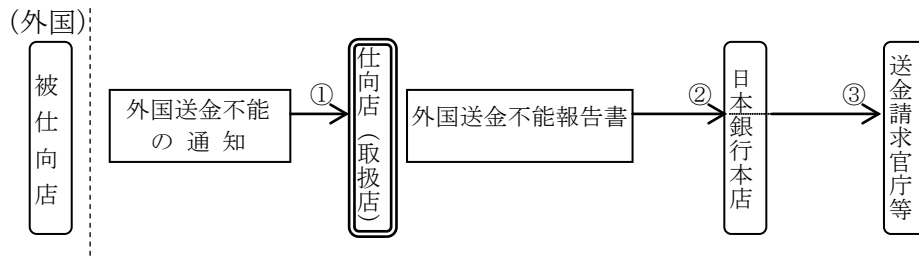 (外国)
被仕向店
外国送金不能
の通知
①
仕向店（取扱店）
外国送金不能報告書
②
日本銀行本店
③
送金請求官庁等